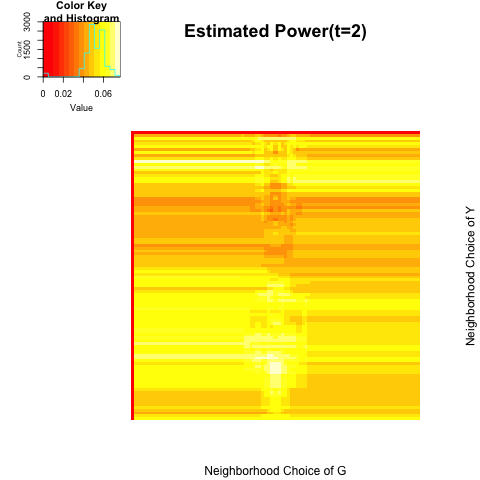 Color Key
and Histogram
Estimated Power(t=2)
Count
0 1500 3000
0 0.02 0.06
Value
Neighborhood Choice of Y
Neighborhood Choice of G